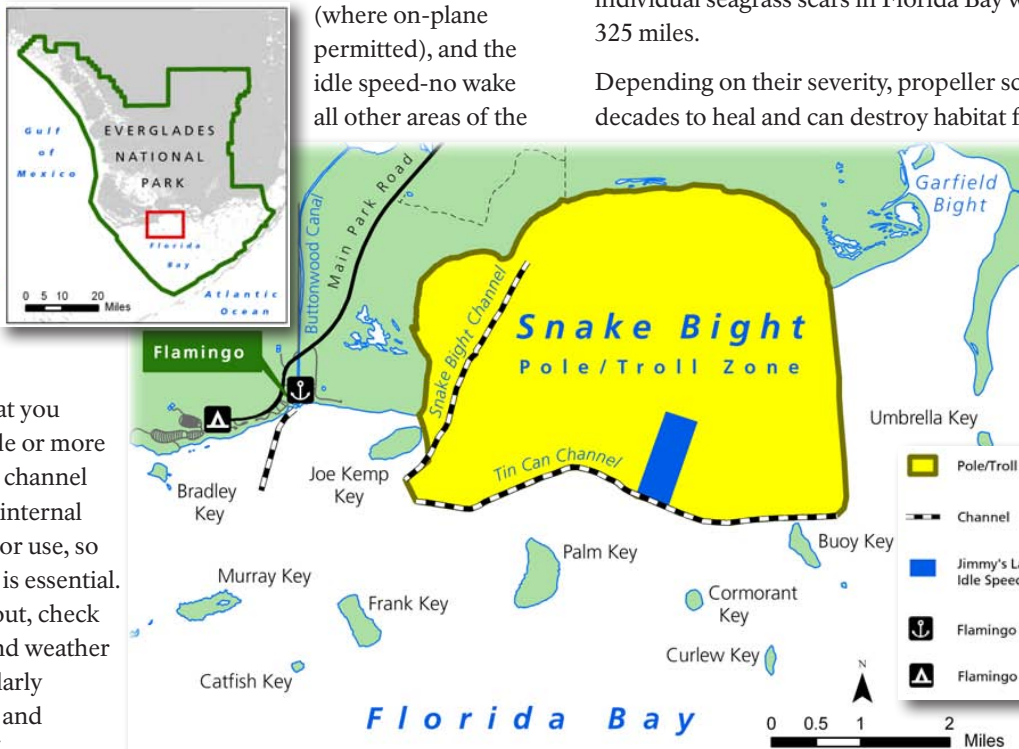 (where on-plane
permitted), and the
idle speed-no wake
all other areas of the
individual seagrass scars in Florida Bay
325 miles.
Depending on their severity, propeller
decades to heal and can destroy habitat
Gulf
of
Mexico
EVERGLADES
NATIONAL
PARK
Florida
Bay
Atlantic
Ocean
0 5 10 20
Miles
Buttonwood Canal
Main Park Road
Garfield
Bight
Flamingo
Snake Bight Channel
Snake Bight
Pole/Troll Zone
Tin Can Channel
Umbrella Key
Joe Kemp
Key
Bradley
Key
Palm Key
Buoy Key
Murray Key
Frank Key
Cormorant
Key
Curlew Key
Catfish Key
Florida Bay
N
0 0.5 1 2
Miles
Pole/Troll
Channel
Jimmy's
Idle Speed
Flamingo
Flamingo
you
or more
channel
internal
or use, so
is essential.
out, check
weather
and